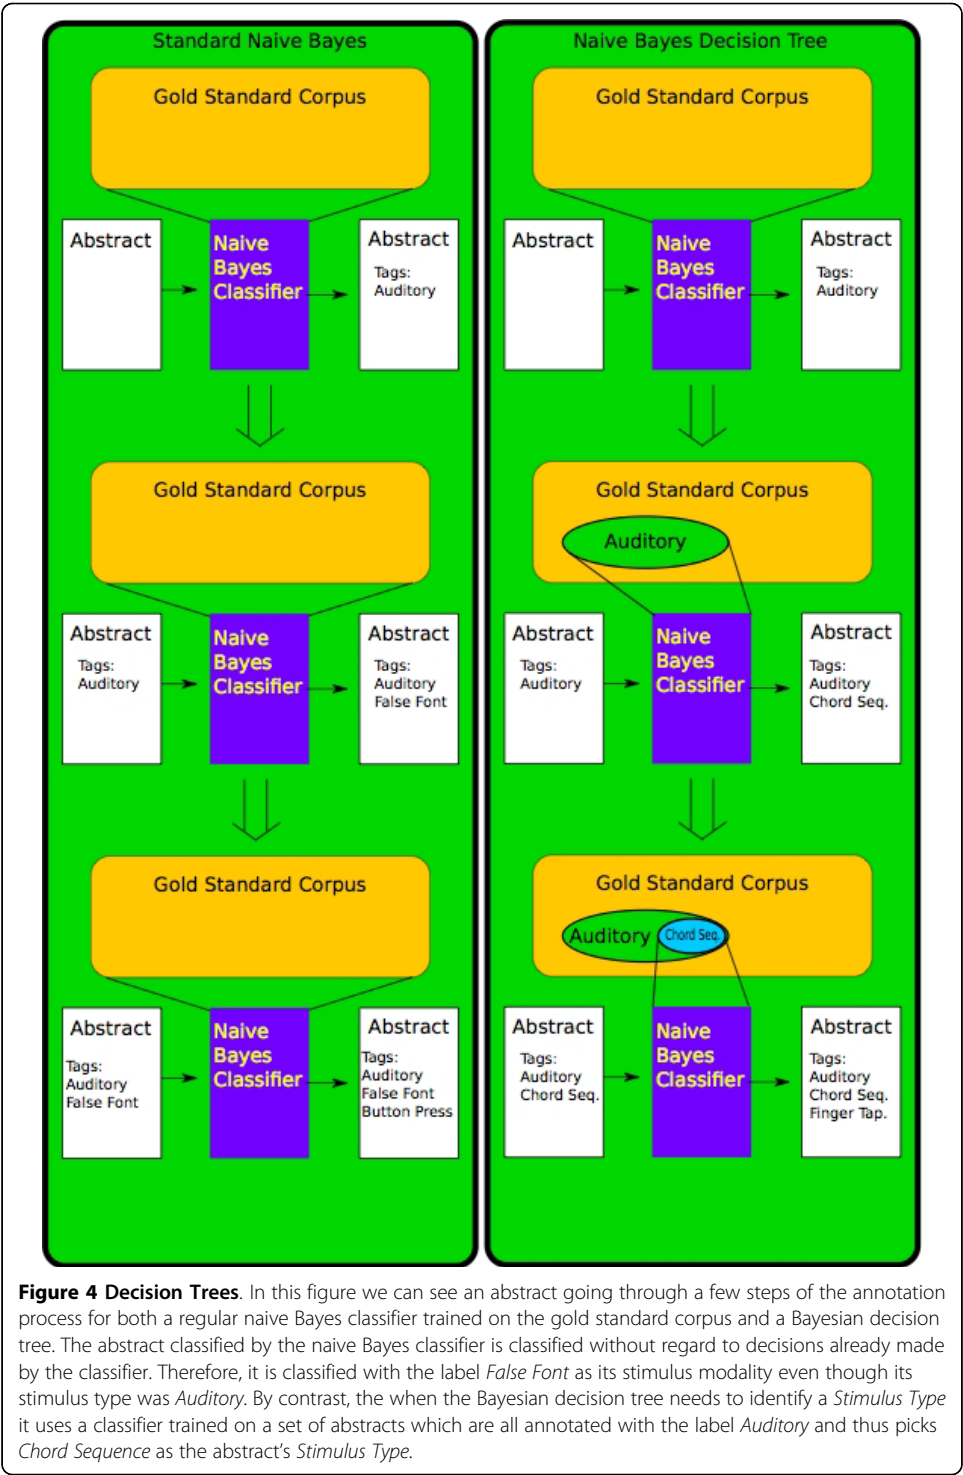 Standard Naive Bayes
Gold Standard Corpus
Abstract
Naive
Bayes
Classifier
Abstract
Tags:
Auditory
Gold Standard Corpus
Abstract
Tags:
Auditory
Naive
Bayes
Classifier
Abstract
Tags:
Auditory
False Font
Gold Standard Corpus
Abstract
Tags:
Auditory
False Font
Naive
Bayes
Classifier
Abstract
Tags:
Auditory
False Font
Button Press
Naive Bayes Decision Tree
Gold Standard Corpus
Abstract
Naive
Bayes
Classifier
Abstract
Tags:
Auditory
Gold Standard Corpus
Auditory
Abstract
Tags:
Auditory
Naive
Bayes
Classifier
Abstract
Tags:
Auditory
Chord Seq.
Gold Standard Corpus
Auditory
Chord Seq.
Abstract
Tags:
Auditory
Chord Seq.
Naive
Bayes
Classifier
Abstract
Tags:
Auditory
Chord Seq.
Finger Tap.
Figure 4 Decision Trees. In this figure we can see an abstract going through a few steps of the annotation
process for both a regular naive Bayes classifier trained on the gold standard corpus and a Bayesian decision
tree. The abstract classified by the naive Bayes classifier is classified without regard to decisions already made
by the classifier. Therefore, it is classified with the label False Font as its stimulus modality even though its
stimulus type was Auditory. By contrast, the when the Bayesian decision tree needs to identify a Stimulus Type
it uses a classifier trained on a set of abstracts which are all annotated with the label Auditory and thus picks
Chord Sequence as the abstract's Stimulus Type.